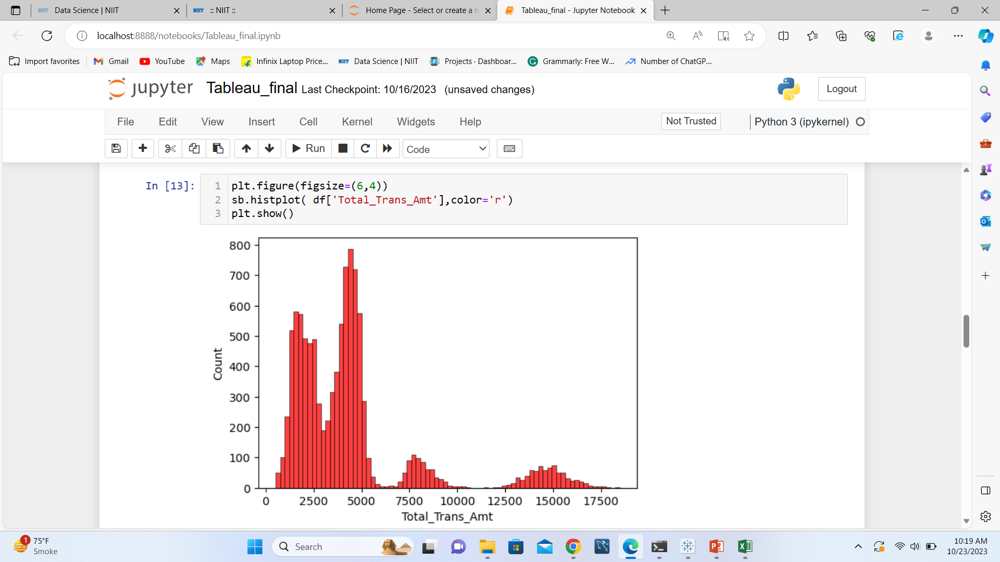 NIIT Data Science | NIIT
NIIT :: NIIT ::
Home Page - Select or create a n
Tableau_final - Jupyter Notebook
localhost:8888/notebooks/Tableau_final.ipynb
Import favorites
Gmail
YouTube
Maps
Infinix Laptop Price...
NIIT Data Science | NIIT
Projects · Dashboar...
Grammarly: Free W...
Number of ChatGP...
jupyter Tableau_final Last Checkpoint: 10/16/2023 (unsaved changes)
Logout
File Edit View Insert Cell Kernel Widgets Help
Not Trusted
Python 3 (ipykernel)
Run
Code
In [13]:
1 plt.figure(figsize=(6,4))
2 sb.histplot( df['Total_Trans_Amt'],color='r')
3 plt.show()
800
700
600
500
400
300
200
100
0
Count
0 2500 5000 7500 10000 12500 15000 17500
Total_Trans_Amt
1
75°F
Smoke
Search
10:19 AM
10/23/2023